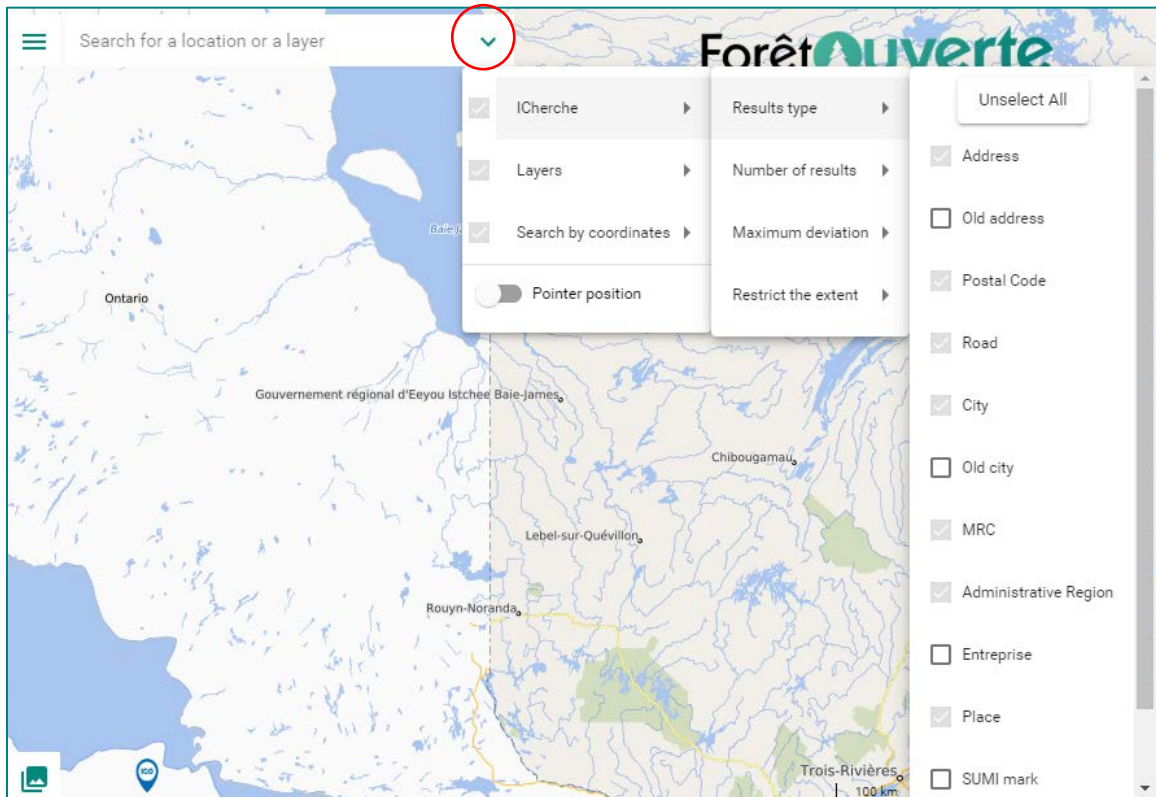 Search for a location or a layer
ForêtOuverte
ICherche
Layers
Search by coordinates
Pointer position
Results type
Number of results
Maximum deviation
Restrict the extent
Unselect All
Address
Old address
Postal Code
Road
City
Old city
MRC
Administrative Region
Entreprise
Place
SUMI mark
Ontario
Gouvernement régional d'Eeyou Istchee Baie-James
Chibougamau
Lebel-sur-Quévillon
Rouyn-Noranda
Trois-Rivières
100 km
IGO